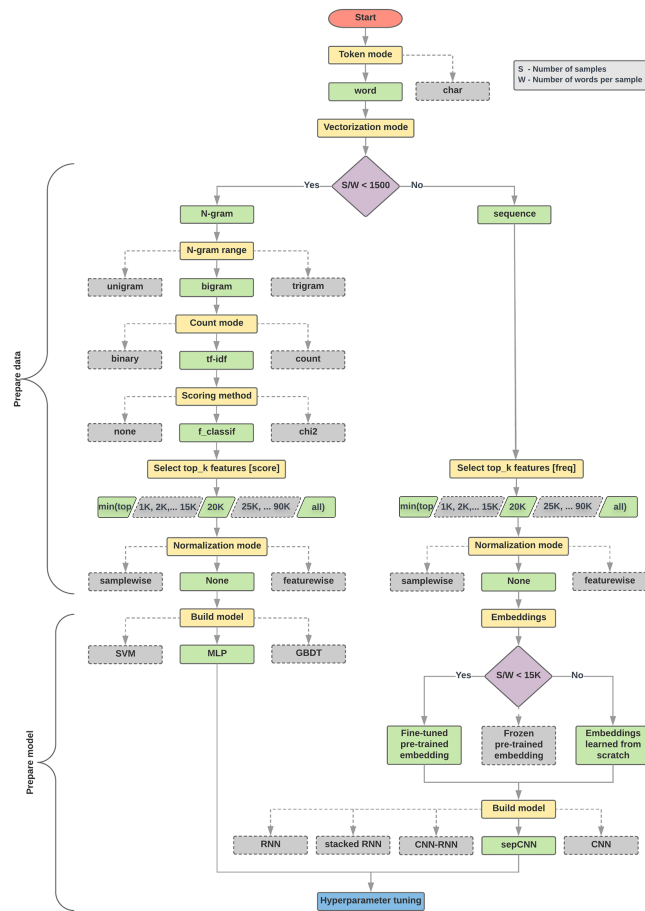 Start
Token mode
S - Number of samples
W - Number of words per sample
word
char
Vectorization mode
S/W < 1500
Yes
No
N-gram
sequence
N-gram range
unigram
bigram
trigram
Count mode
binary
tf-idf
count
Scoring method
none
f_classif
chi2
Select top_k features [score]
Select top_k features [freq]
min(top
1K, 2K,... 15K
20K
25K, ... 90K
all)
min(top
1K, 2K,... 15K
20K
25K, ... 90K
all)
Normalization mode
Normalization mode
samplewise
None
featurewise
samplewise
None
featurewise
Prepare data
Build model
Embeddings
SVM
MLP
GBDT
S/W < 15K
Yes
No
Fine-tuned
pre-trained
embedding
Frozen
pre-trained
embedding
Embeddings
learned from
scratch
Prepare model
Build model
RNN
stacked RNN
CNN-RNN
sepCNN
CNN
Hyperparameter tuning